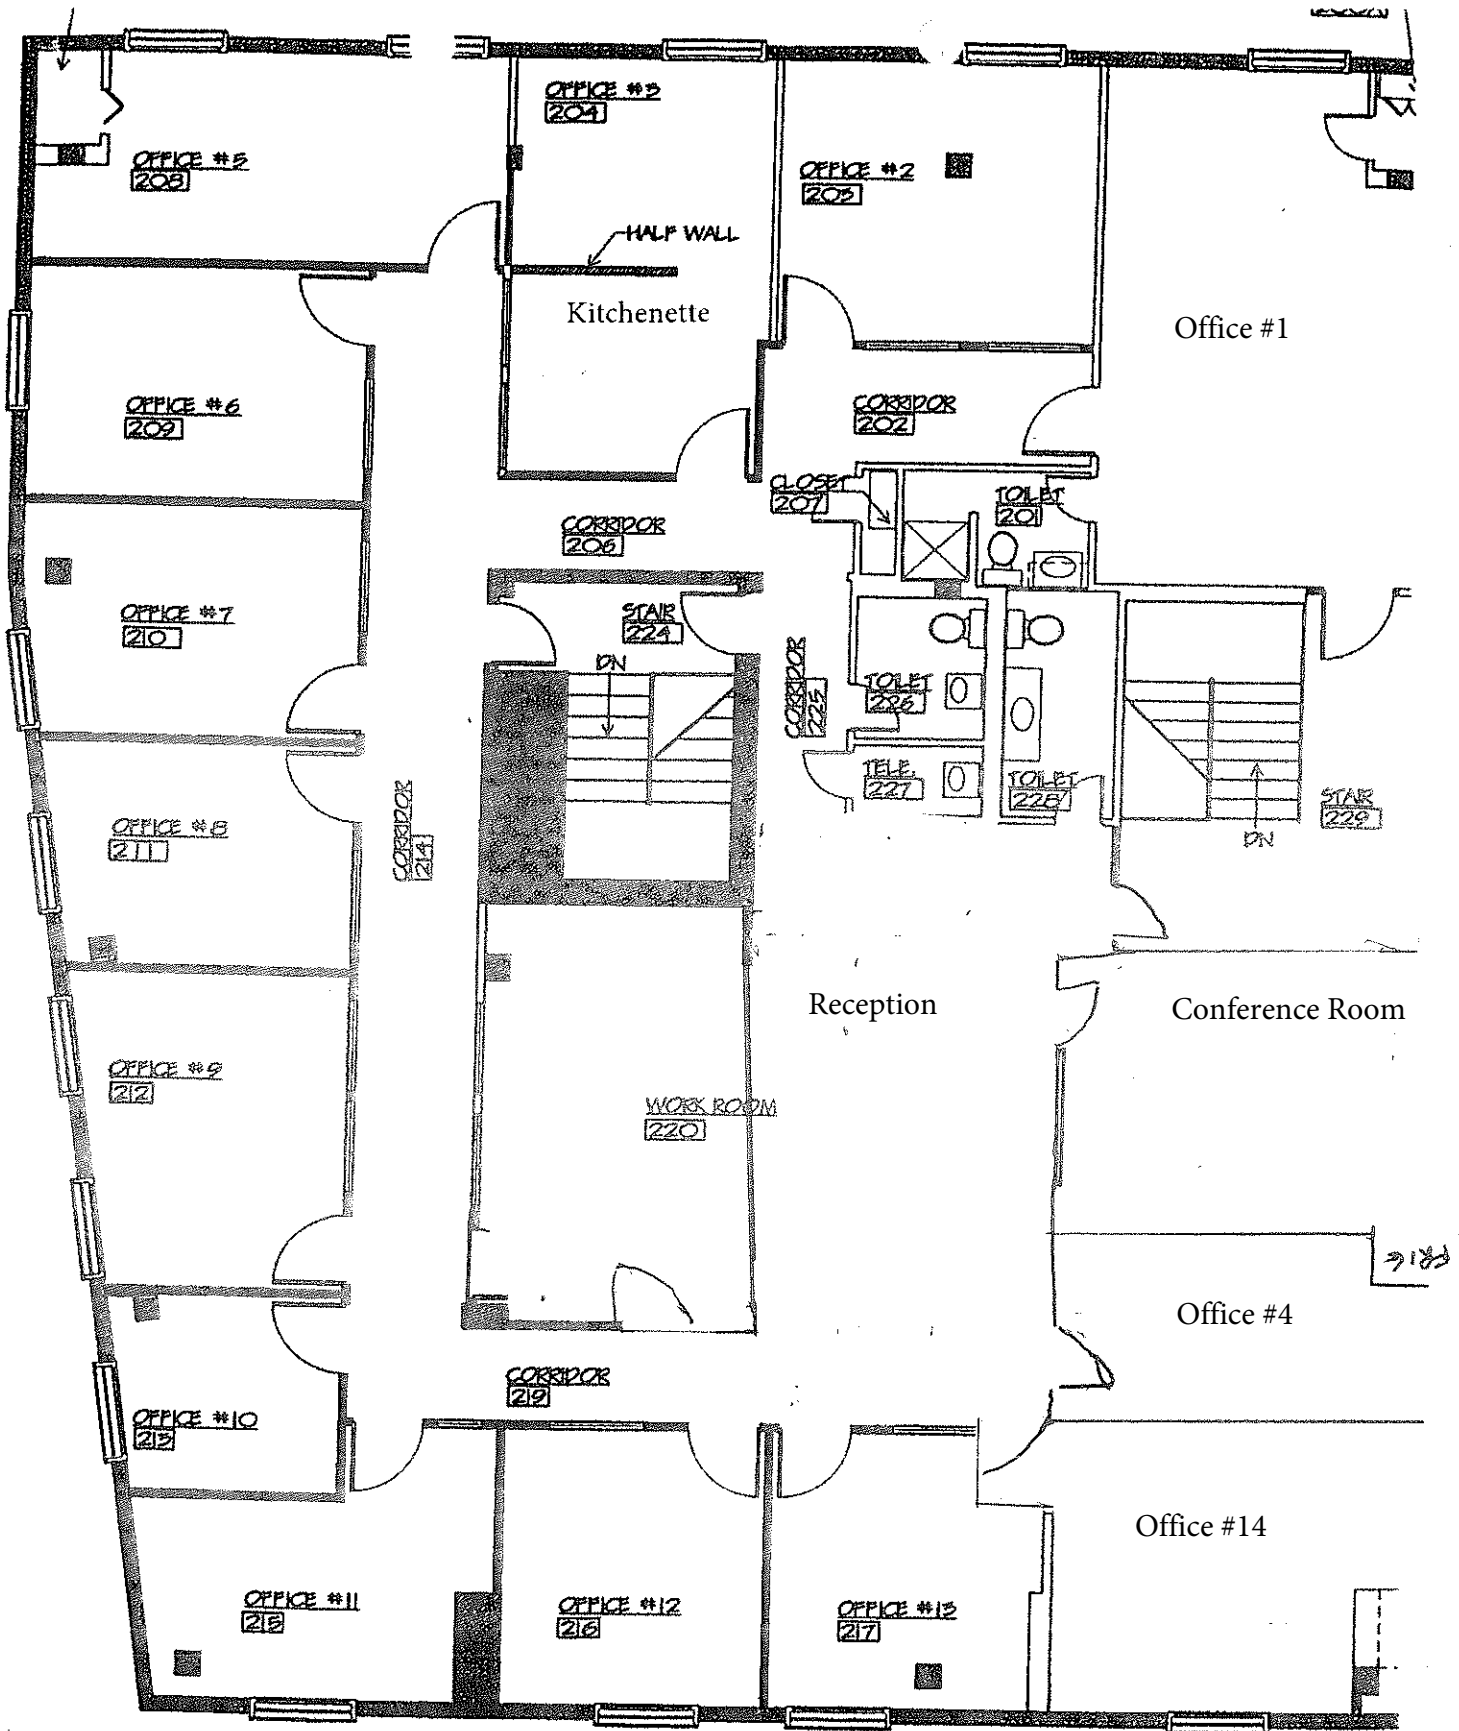 OFFICE #3
204
OFFICE #5
208
OFFICE #2
203
HALF WALL
Kitchenette
Office #1
OFFICE #6
209
CORRIDOR
202
CLOSET
207
TOILET
201
CORRIDOR
206
OFFICE #7
210
STAIR
224
DN
CORRIDOR
225
TOILET
226
TELE.
227
TOILET
228
STAIR
229
DN
OFFICE #8
211
CORRIDOR
214
Reception
Conference Room
OFFICE #9
212
WORK ROOM
220
FRIG
Office #4
CORRIDOR
219
OFFICE #10
213
Office #14
OFFICE #11
215
OFFICE #12
216
OFFICE #13
217